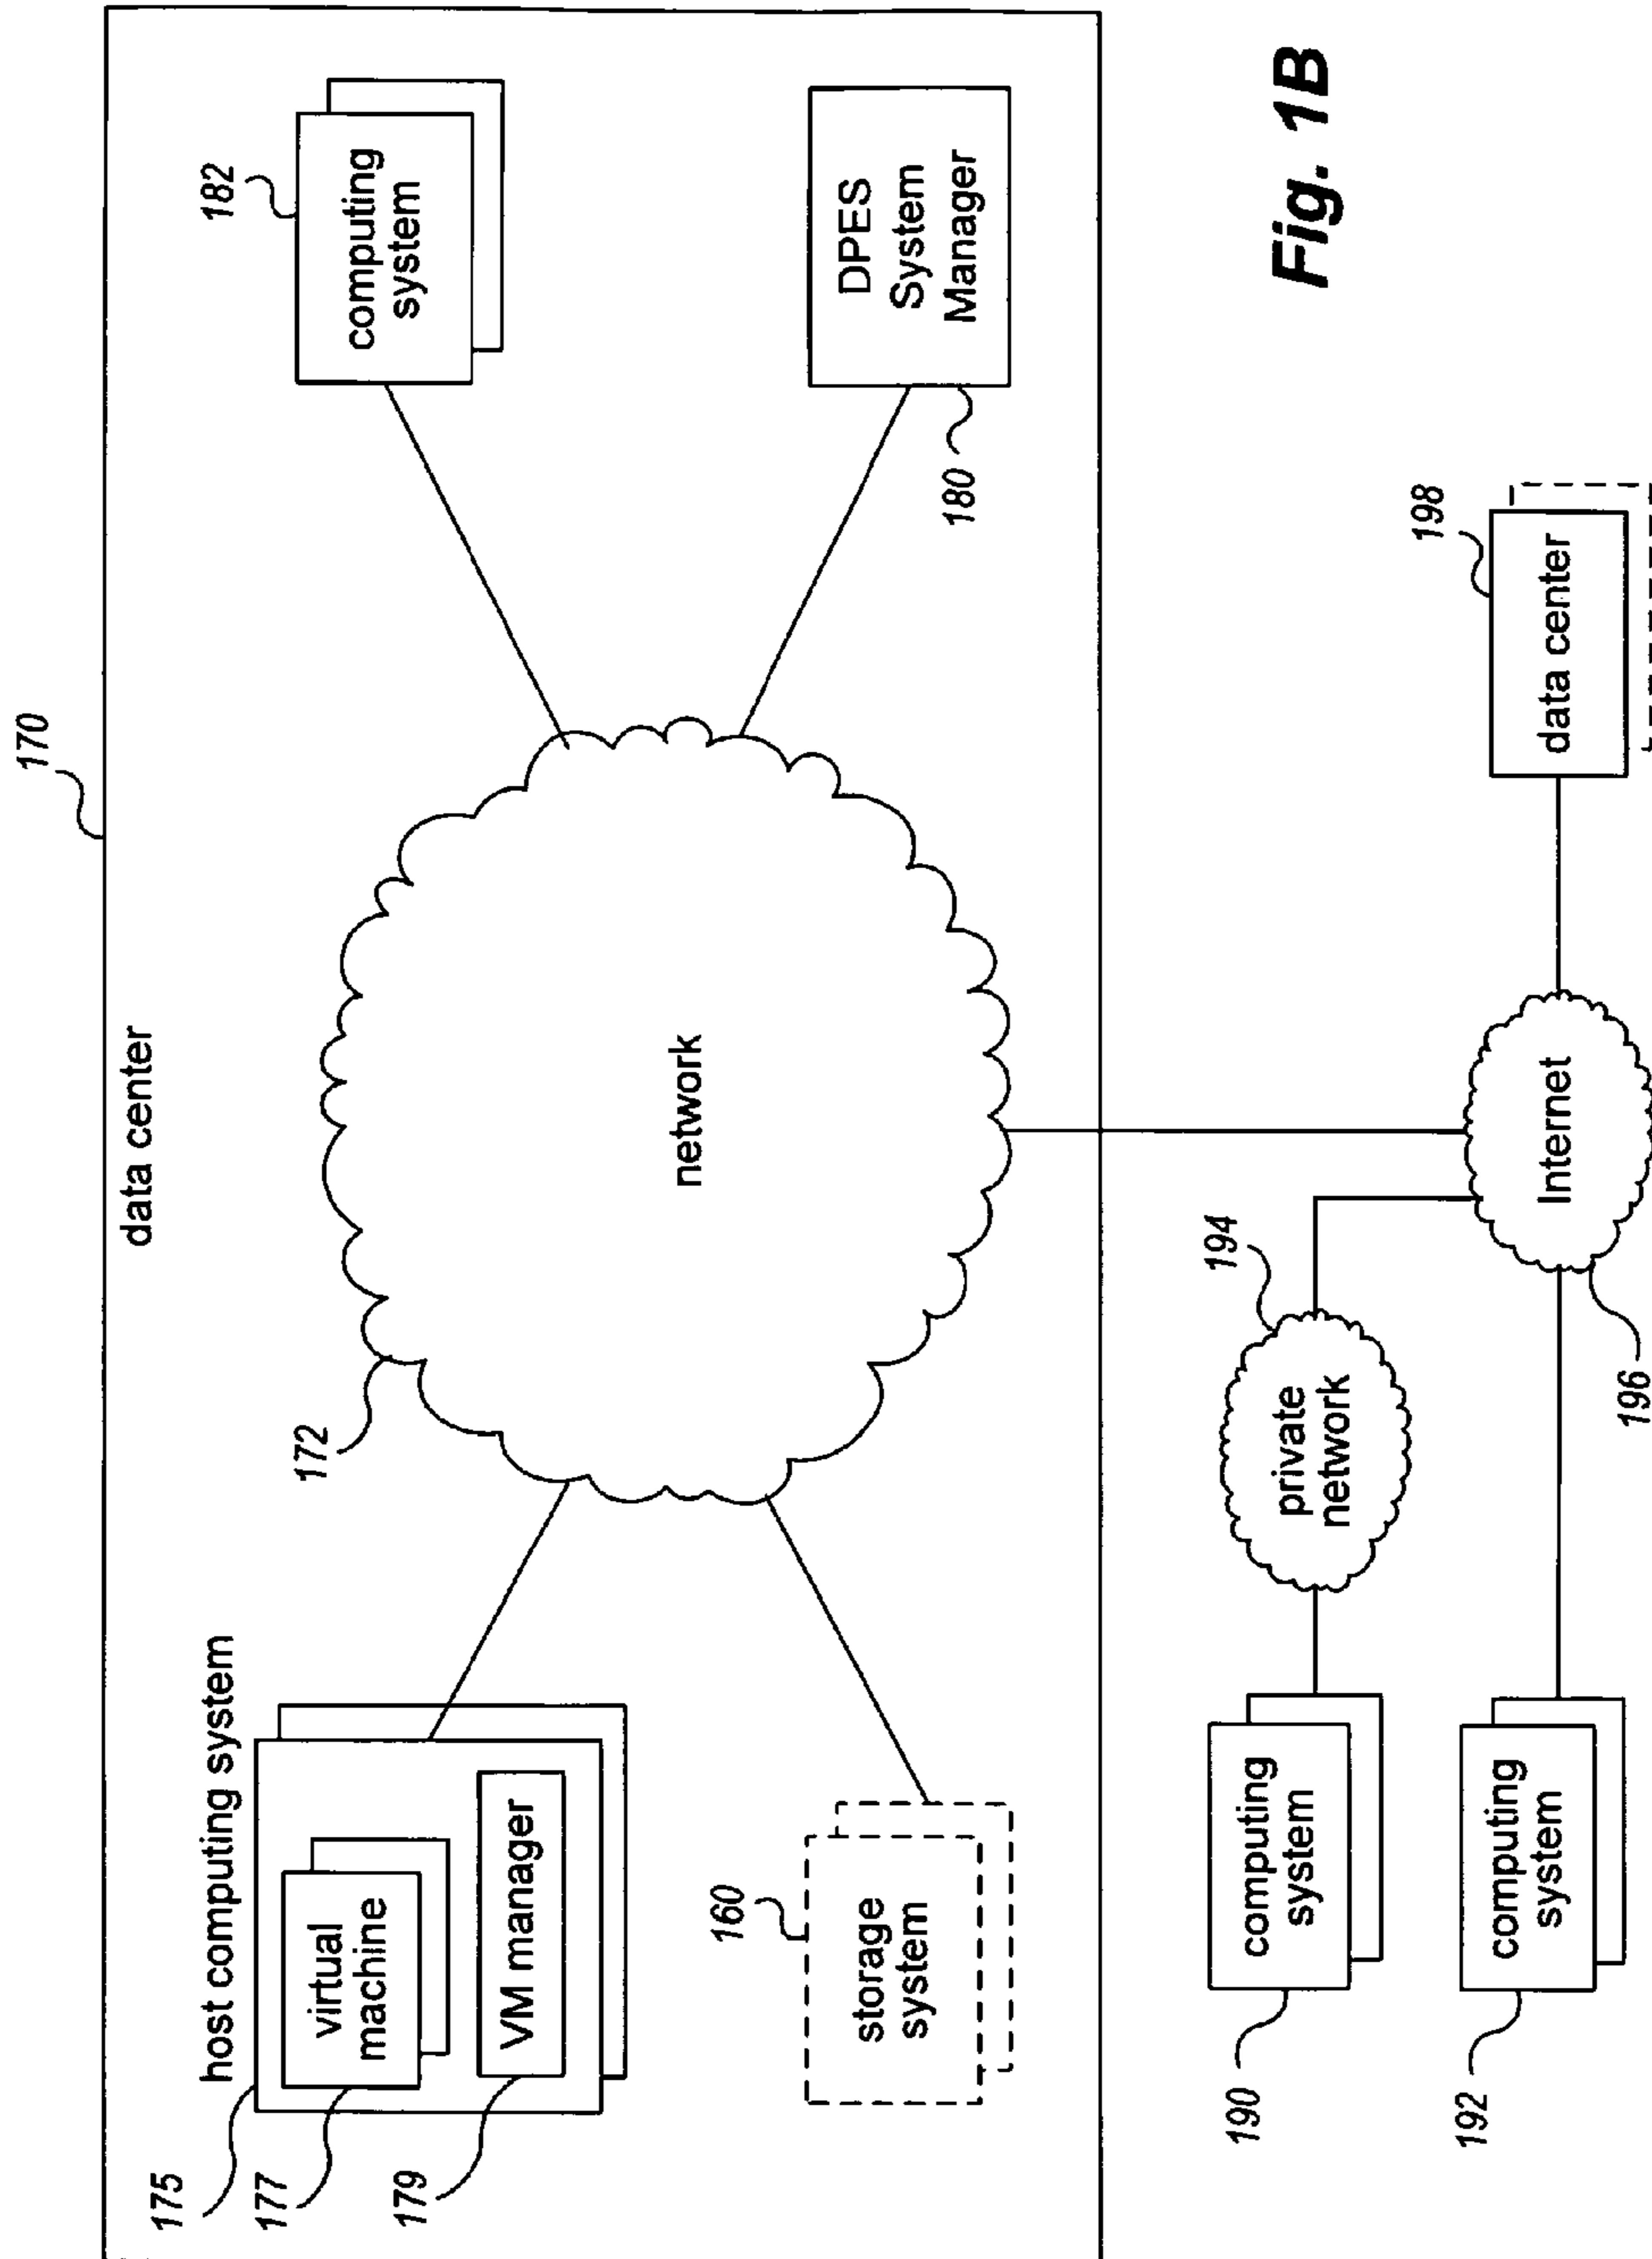 170
data center
host computing system
175
virtual
machine
177
VM manager
179
172
network
182
computing
system
160
storage
system
DPES
System
Manager
180
Fig. 1B
computing
system
190
private
network
194
computing
system
192
Internet
196
data center
198